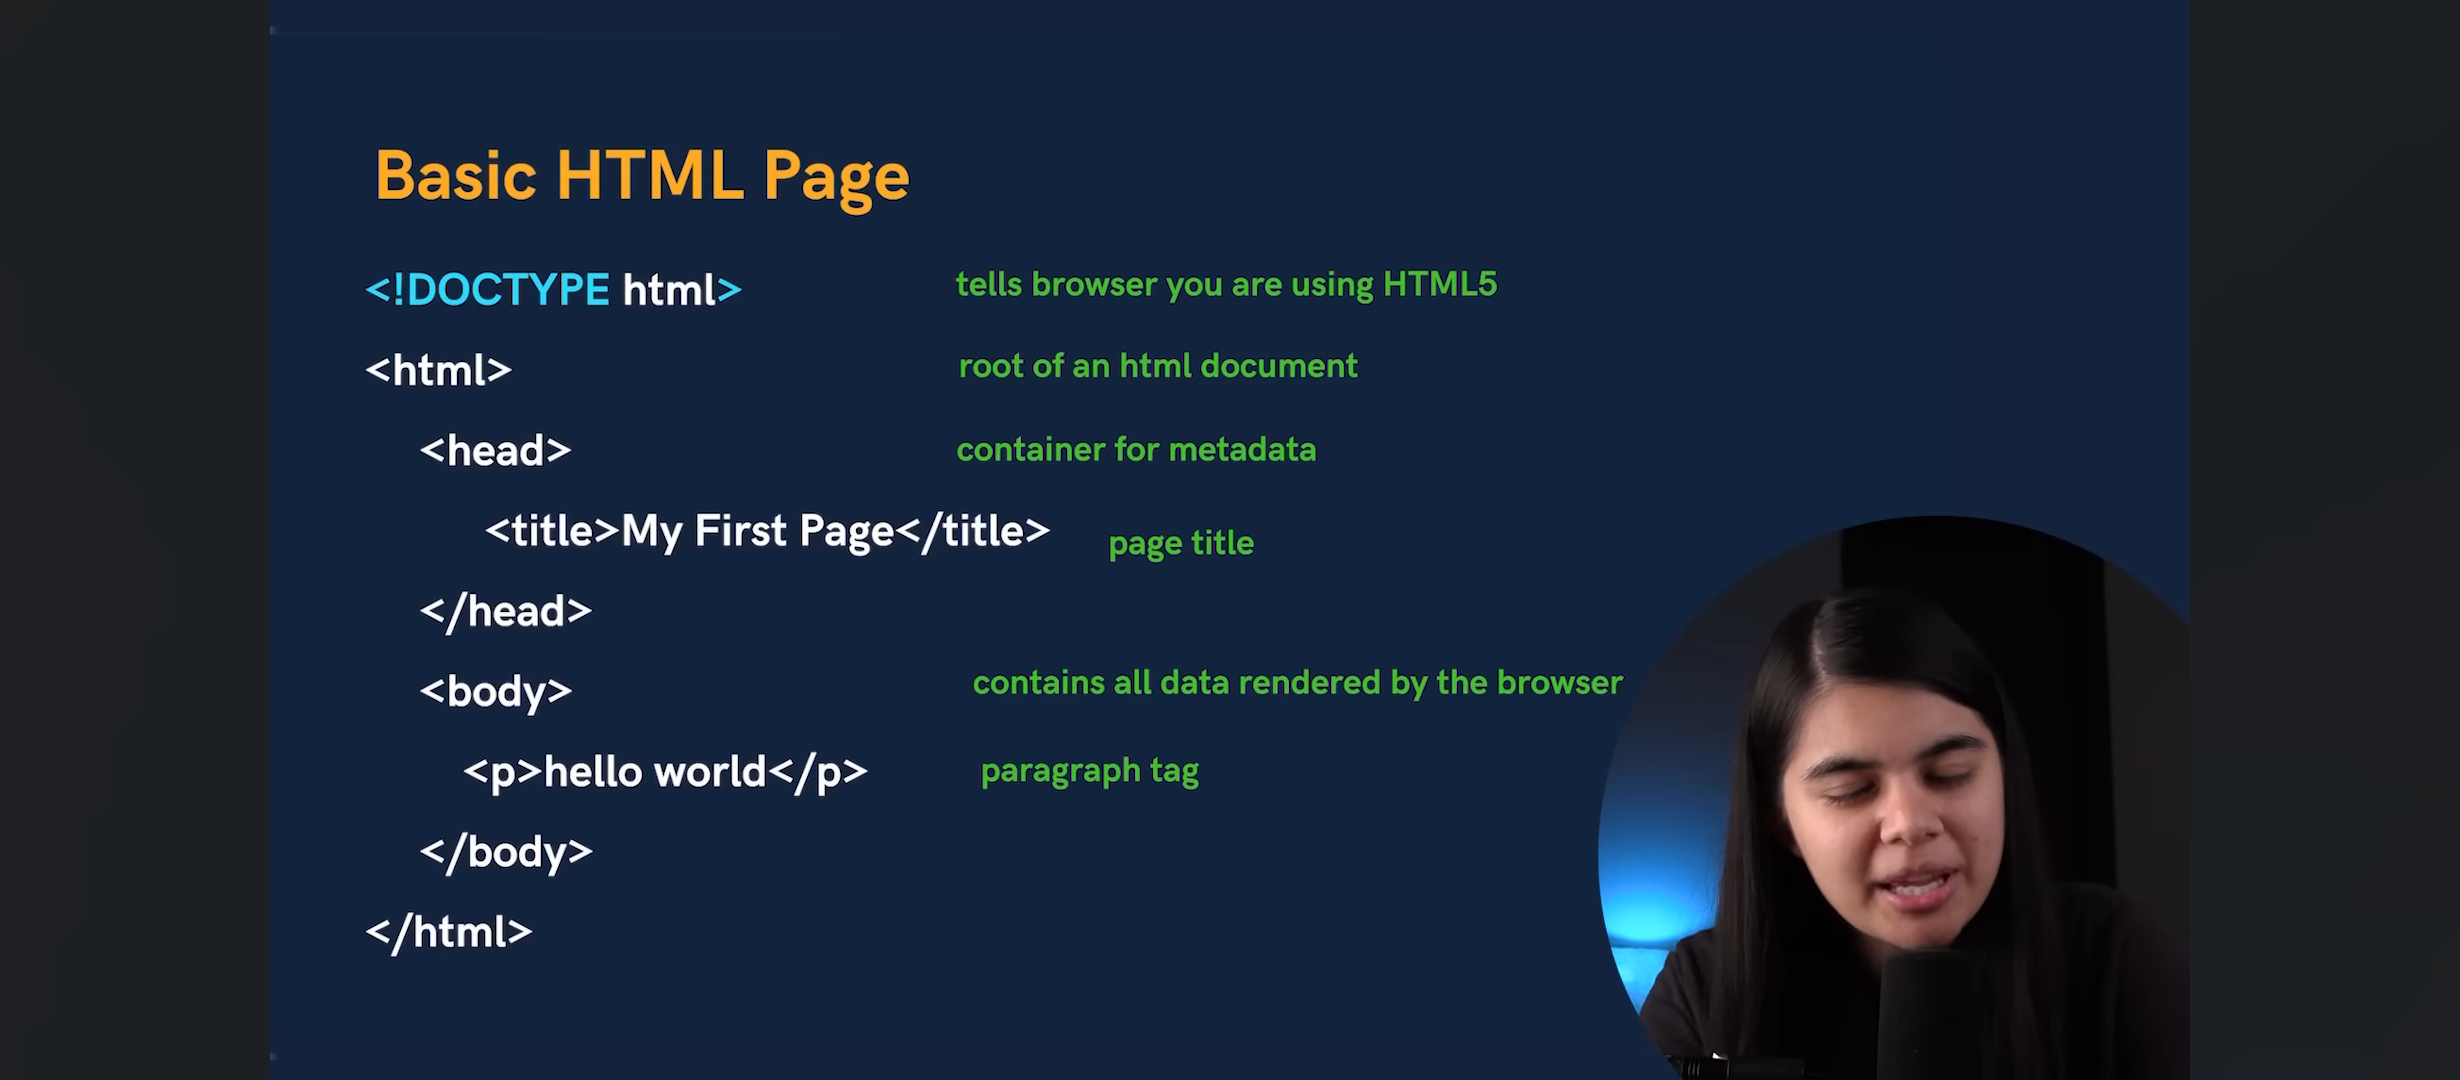 Basic HTML Page
<!DOCTYPE html> tells browser you are using HTML5
<html> root of an html document
<head> container for metadata
<title>My First Page</title> page title
</head>
<body> contains all data rendered by the browser
<p>hello world</p> paragraph tag
</body>
</html>